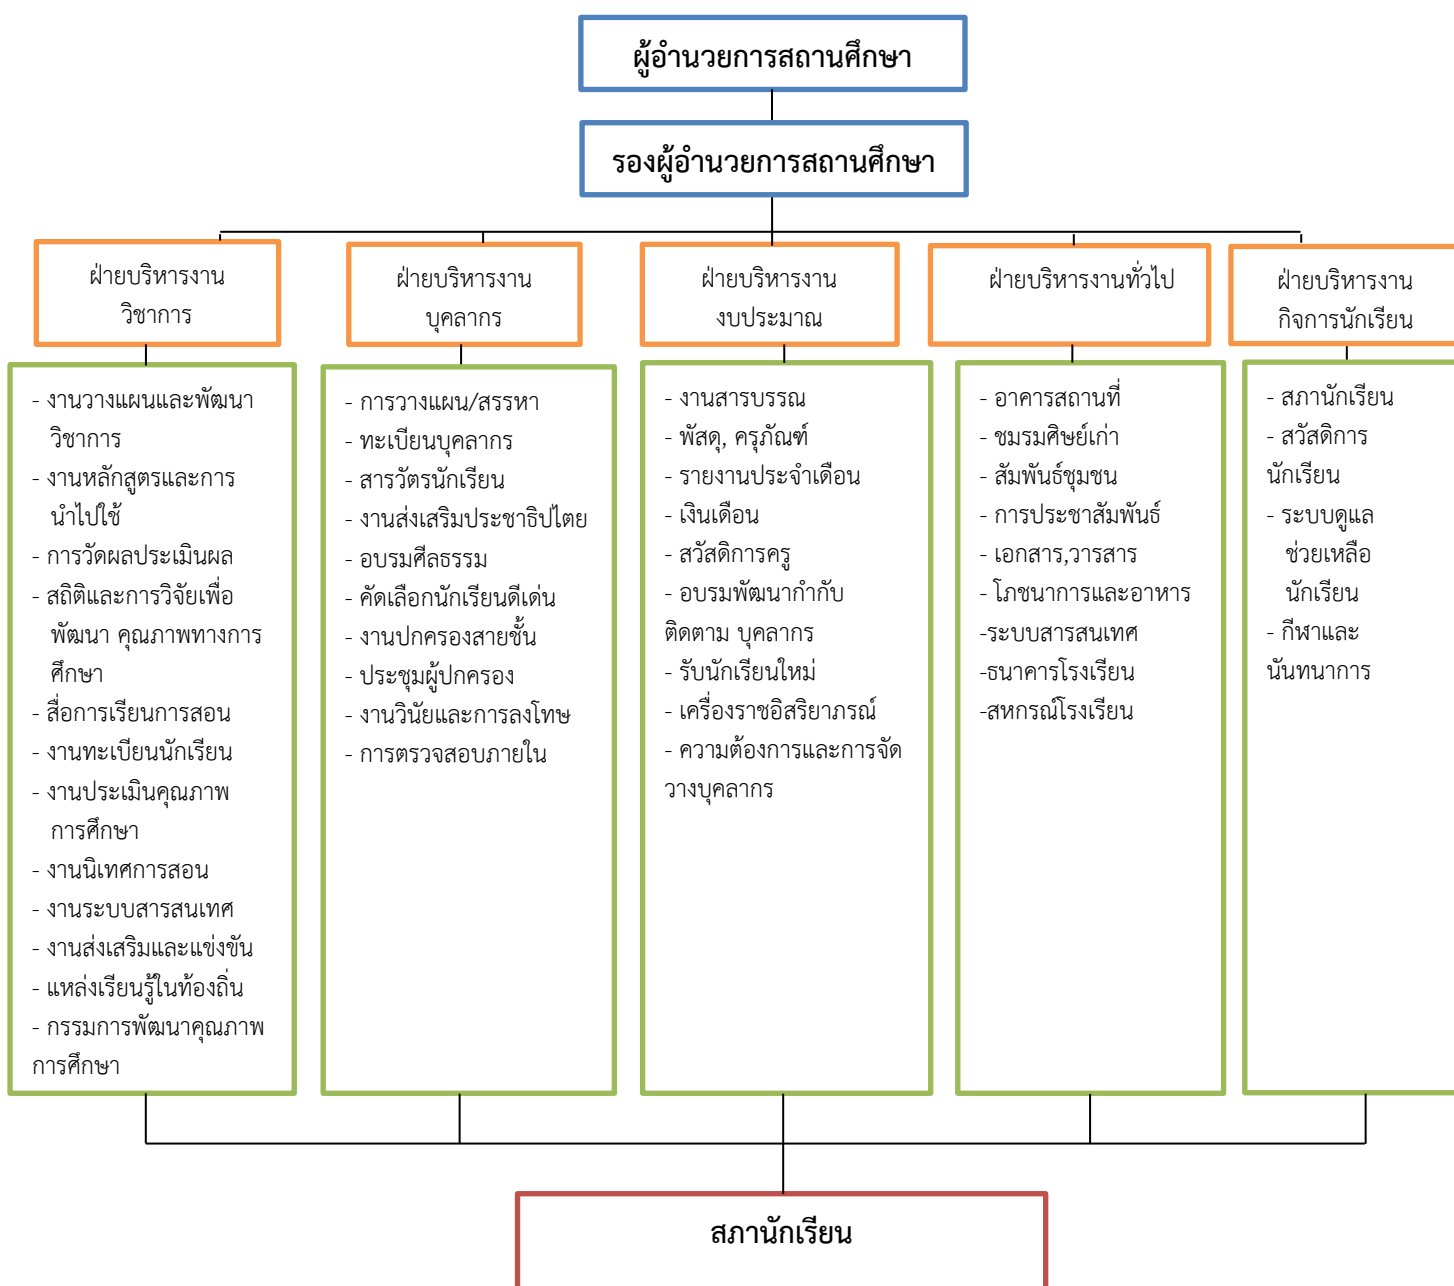 ผู้อำนวยการสถานศึกษา
รองผู้อำนวยการสถานศึกษา
ฝ่ายบริหารงาน
วิชาการ
ฝ่ายบริหารงาน
บุคลากร
ฝ่ายบริหารงาน
งบประมาณ
ฝ่ายบริหารงานทั่วไป
ฝ่ายบริหารงาน
กิจการนักเรียน
- งานวางแผนและพัฒนา
วิชาการ
- งานหลักสูตรและการ
นำไปใช้
- การวัดผลประเมินผล
- สถิติและการวิจัยเพื่อ
พัฒนา คุณภาพทางการ
ศึกษา
- สื่อการเรียนการสอน
- งานทะเบียนนักเรียน
- งานประเมินคุณภาพ
การศึกษา
- งานนิเทศการสอน
- งานระบบสารสนเทศ
- งานส่งเสริมและแข่งขัน
- แหล่งเรียนรู้ในท้องถิ่น
- กรรมการพัฒนาคุณภาพ
การศึกษา
- การวางแผน/สรรหา
- ทะเบียนบุคลากร
- สารวัตรนักเรียน
- งานส่งเสริมประชาธิปไตย
- อบรมศีลธรรม
- คัดเลือกนักเรียนดีเด่น
- งานปกครองสายชั้น
- ประชุมผู้ปกครอง
- งานวินัยและการลงโทษ
- การตรวจสอบภายใน
- งานสารบรรณ
- พัสดุ, ครุภัณฑ์
- รายงานประจำเดือน
- เงินเดือน
- สวัสดิการครู
- อบรมพัฒนากำกับ
ติดตาม บุคลากร
- รับนักเรียนใหม่
- เครื่องราชอิสริยาภรณ์
- ความต้องการและการจัด
วางบุคลากร
- อาคารสถานที่
- ชมรมศิษย์เก่า
- สัมพันธ์ชุมชน
- การประชาสัมพันธ์
- เอกสาร,วารสาร
- โภชนาการและอาหาร
-ระบบสารสนเทศ
-ธนาคารโรงเรียน
-สหกรณ์โรงเรียน
- สภานักเรียน
- สวัสดิการ
นักเรียน
- ระบบดูแล
ช่วยเหลือ
นักเรียน
- กีฬาและ
นันทนาการ
สภานักเรียน